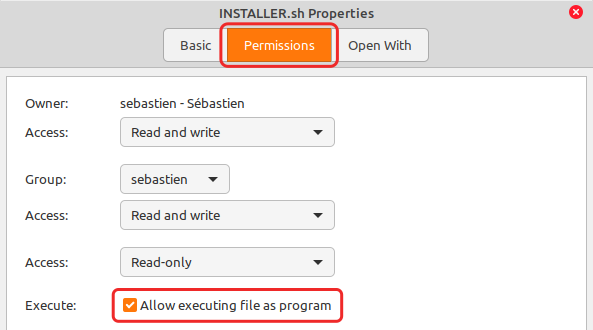 INSTALLER.sh Properties
Basic Permissions Open With
Owner: sebastien - Sébastien
Access: Read and write
Group: sebastien
Access: Read and write
Access: Read-only
Execute: Allow executing file as program